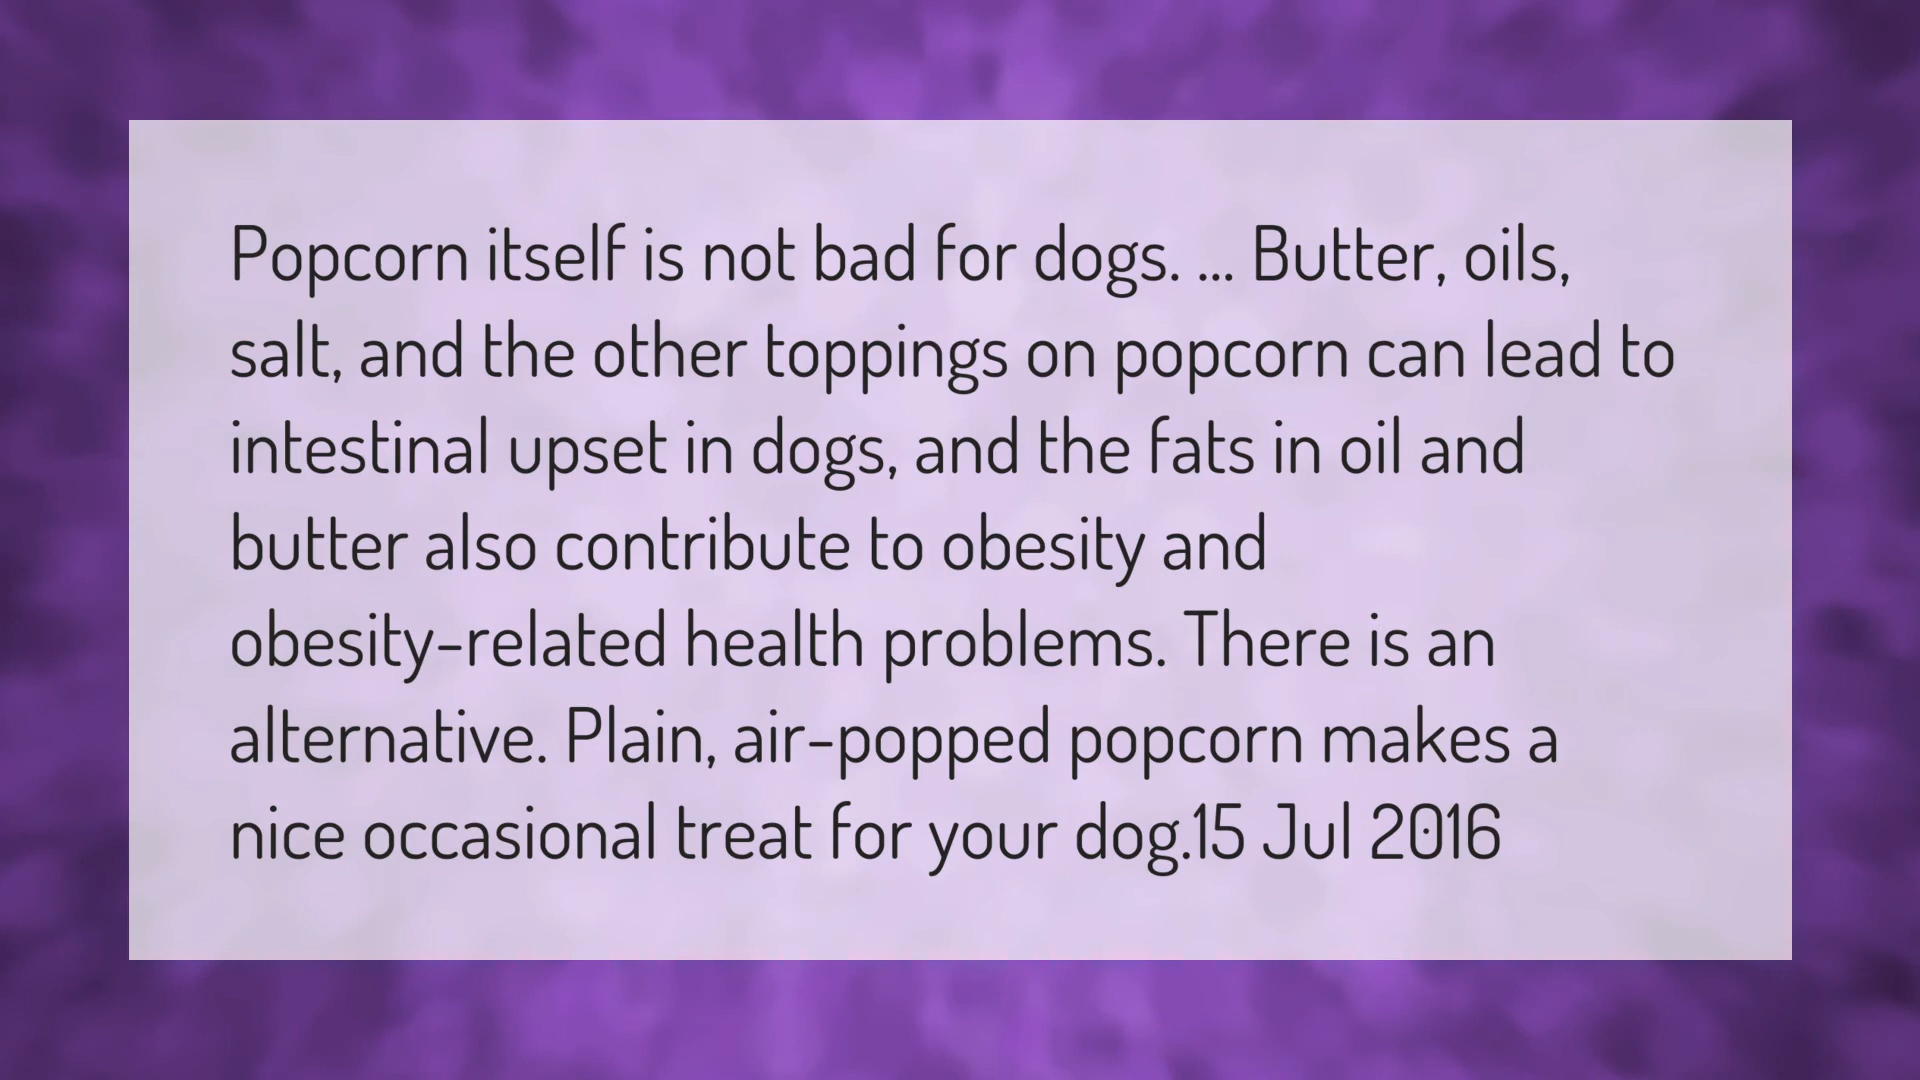 Popcorn itself is not bad for dogs. ... Butter, oils,
salt, and the other toppings on popcorn can lead to
intestinal upset in dogs, and the fats in oil and
butter also contribute to obesity and
obesity-related health problems. There is an
alternative. Plain, air-popped popcorn makes a
nice occasional treat for your dog.15 Jul 2016